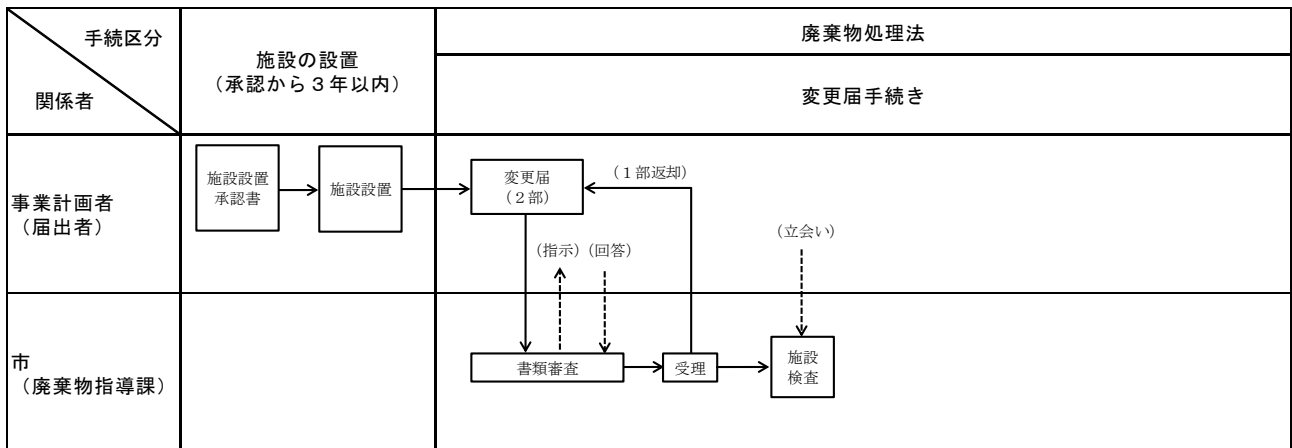 手続区分
関係者
施設の設置
（承認から３年以内）
廃棄物処理法
変更届手続き
事業計画者
（届出者）
施設設置
承認書
施設設置
変更届
（２部）
（１部返却）
（指示）（回答）
（立会い）
市
（廃棄物指導課）
書類審査
受理
施設
検査